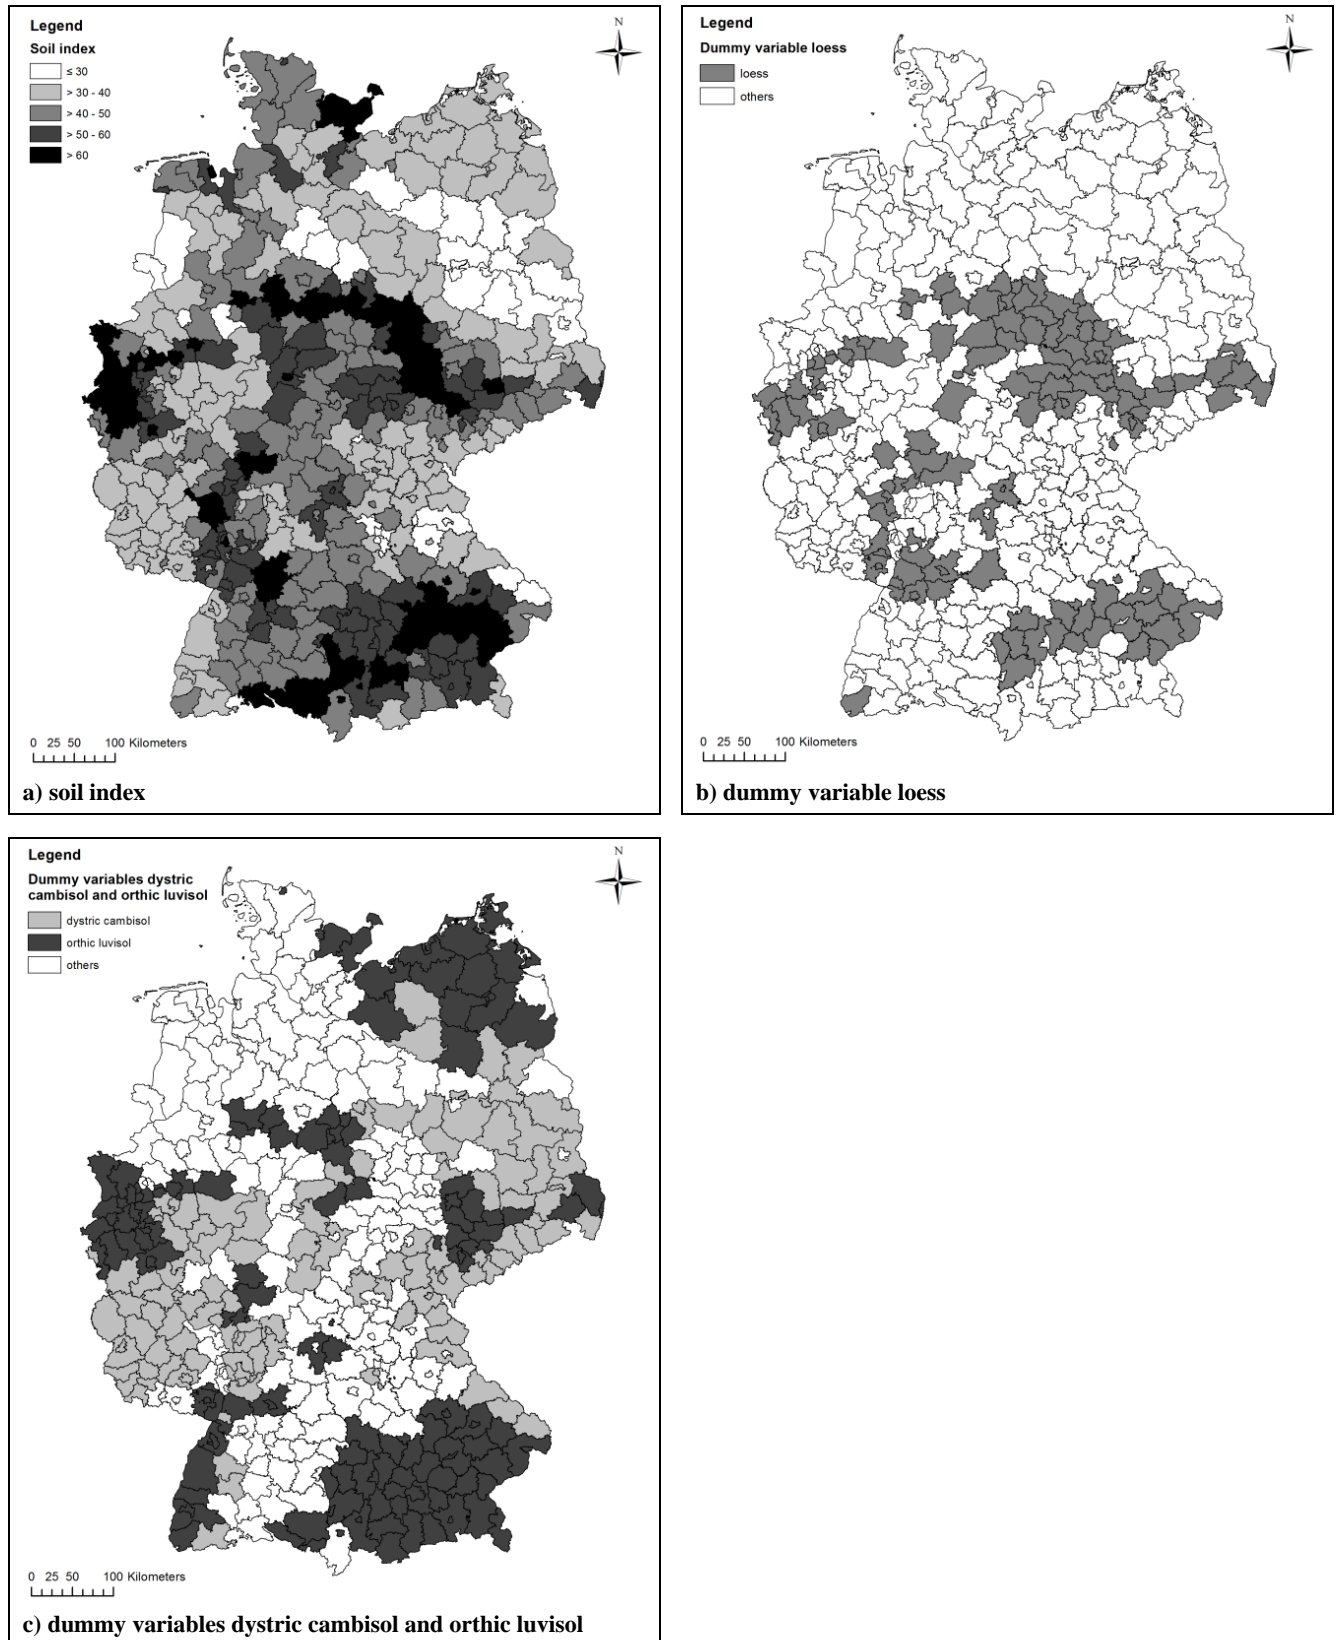 Legend
Soil index
≤ 30
> 30 - 40
> 40 - 50
> 50 - 60
> 60
N
0 25 50 100 Kilometers
a) soil index
Legend
Dummy variable loess
loess
others
N
0 25 50 100 Kilometers
b) dummy variable loess
Legend
Dummy variables dystric
cambisol and orthic luvisol
dystric cambisol
orthic luvisol
others
N
0 25 50 100 Kilometers
c) dummy variables dystric cambisol and orthic luvisol